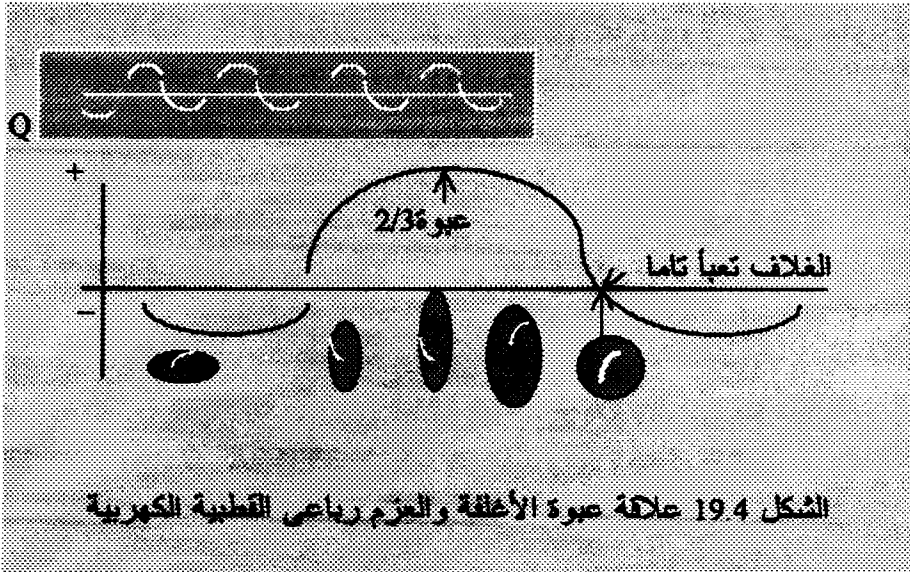 Q
+
عبوة2/3
الغلاف تعبأ تاما
−
الشكل 19.4 علاقة عبوة الأغلفة والعزم رباعي القطبية الكهربية